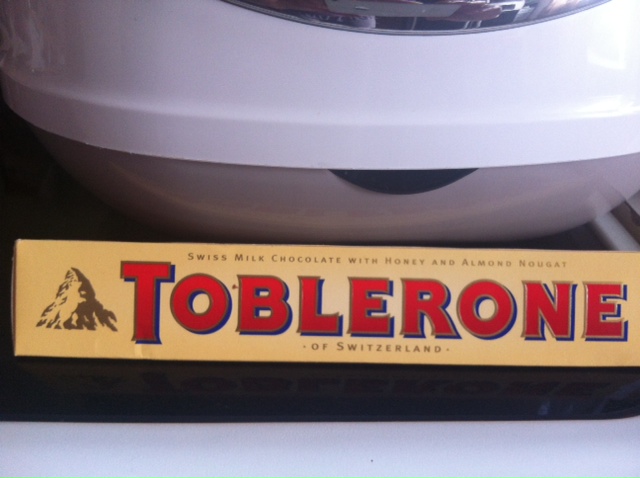 Swiss Milk Chocolate with Honey and Almond Nougat
TOBLERONE
- OF SWITZERLAND -